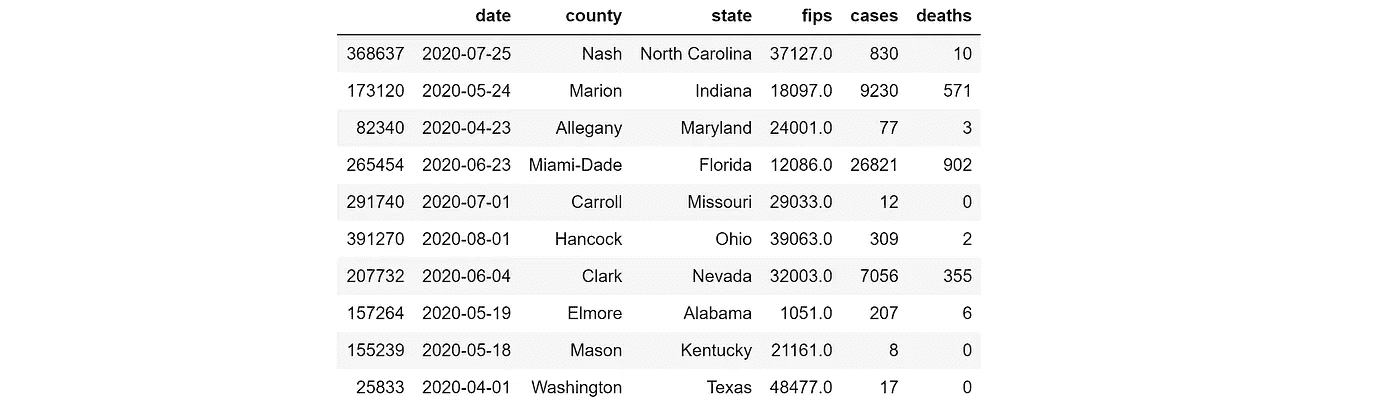 date county state fips cases deaths
368637 2020-07-25 Nash North Carolina 37127.0 830 10
173120 2020-05-24 Marion Indiana 18097.0 9230 571
82340 2020-04-23 Allegany Maryland 24001.0 77 3
265454 2020-06-23 Miami-Dade Florida 12086.0 26821 902
291740 2020-07-01 Carroll Missouri 29033.0 12 0
391270 2020-08-01 Hancock Ohio 39063.0 309 2
207732 2020-06-04 Clark Nevada 32003.0 7056 355
157264 2020-05-19 Elmore Alabama 1051.0 207 6
155239 2020-05-18 Mason Kentucky 21161.0 8 0
25833 2020-04-01 Washington Texas 48477.0 17 0